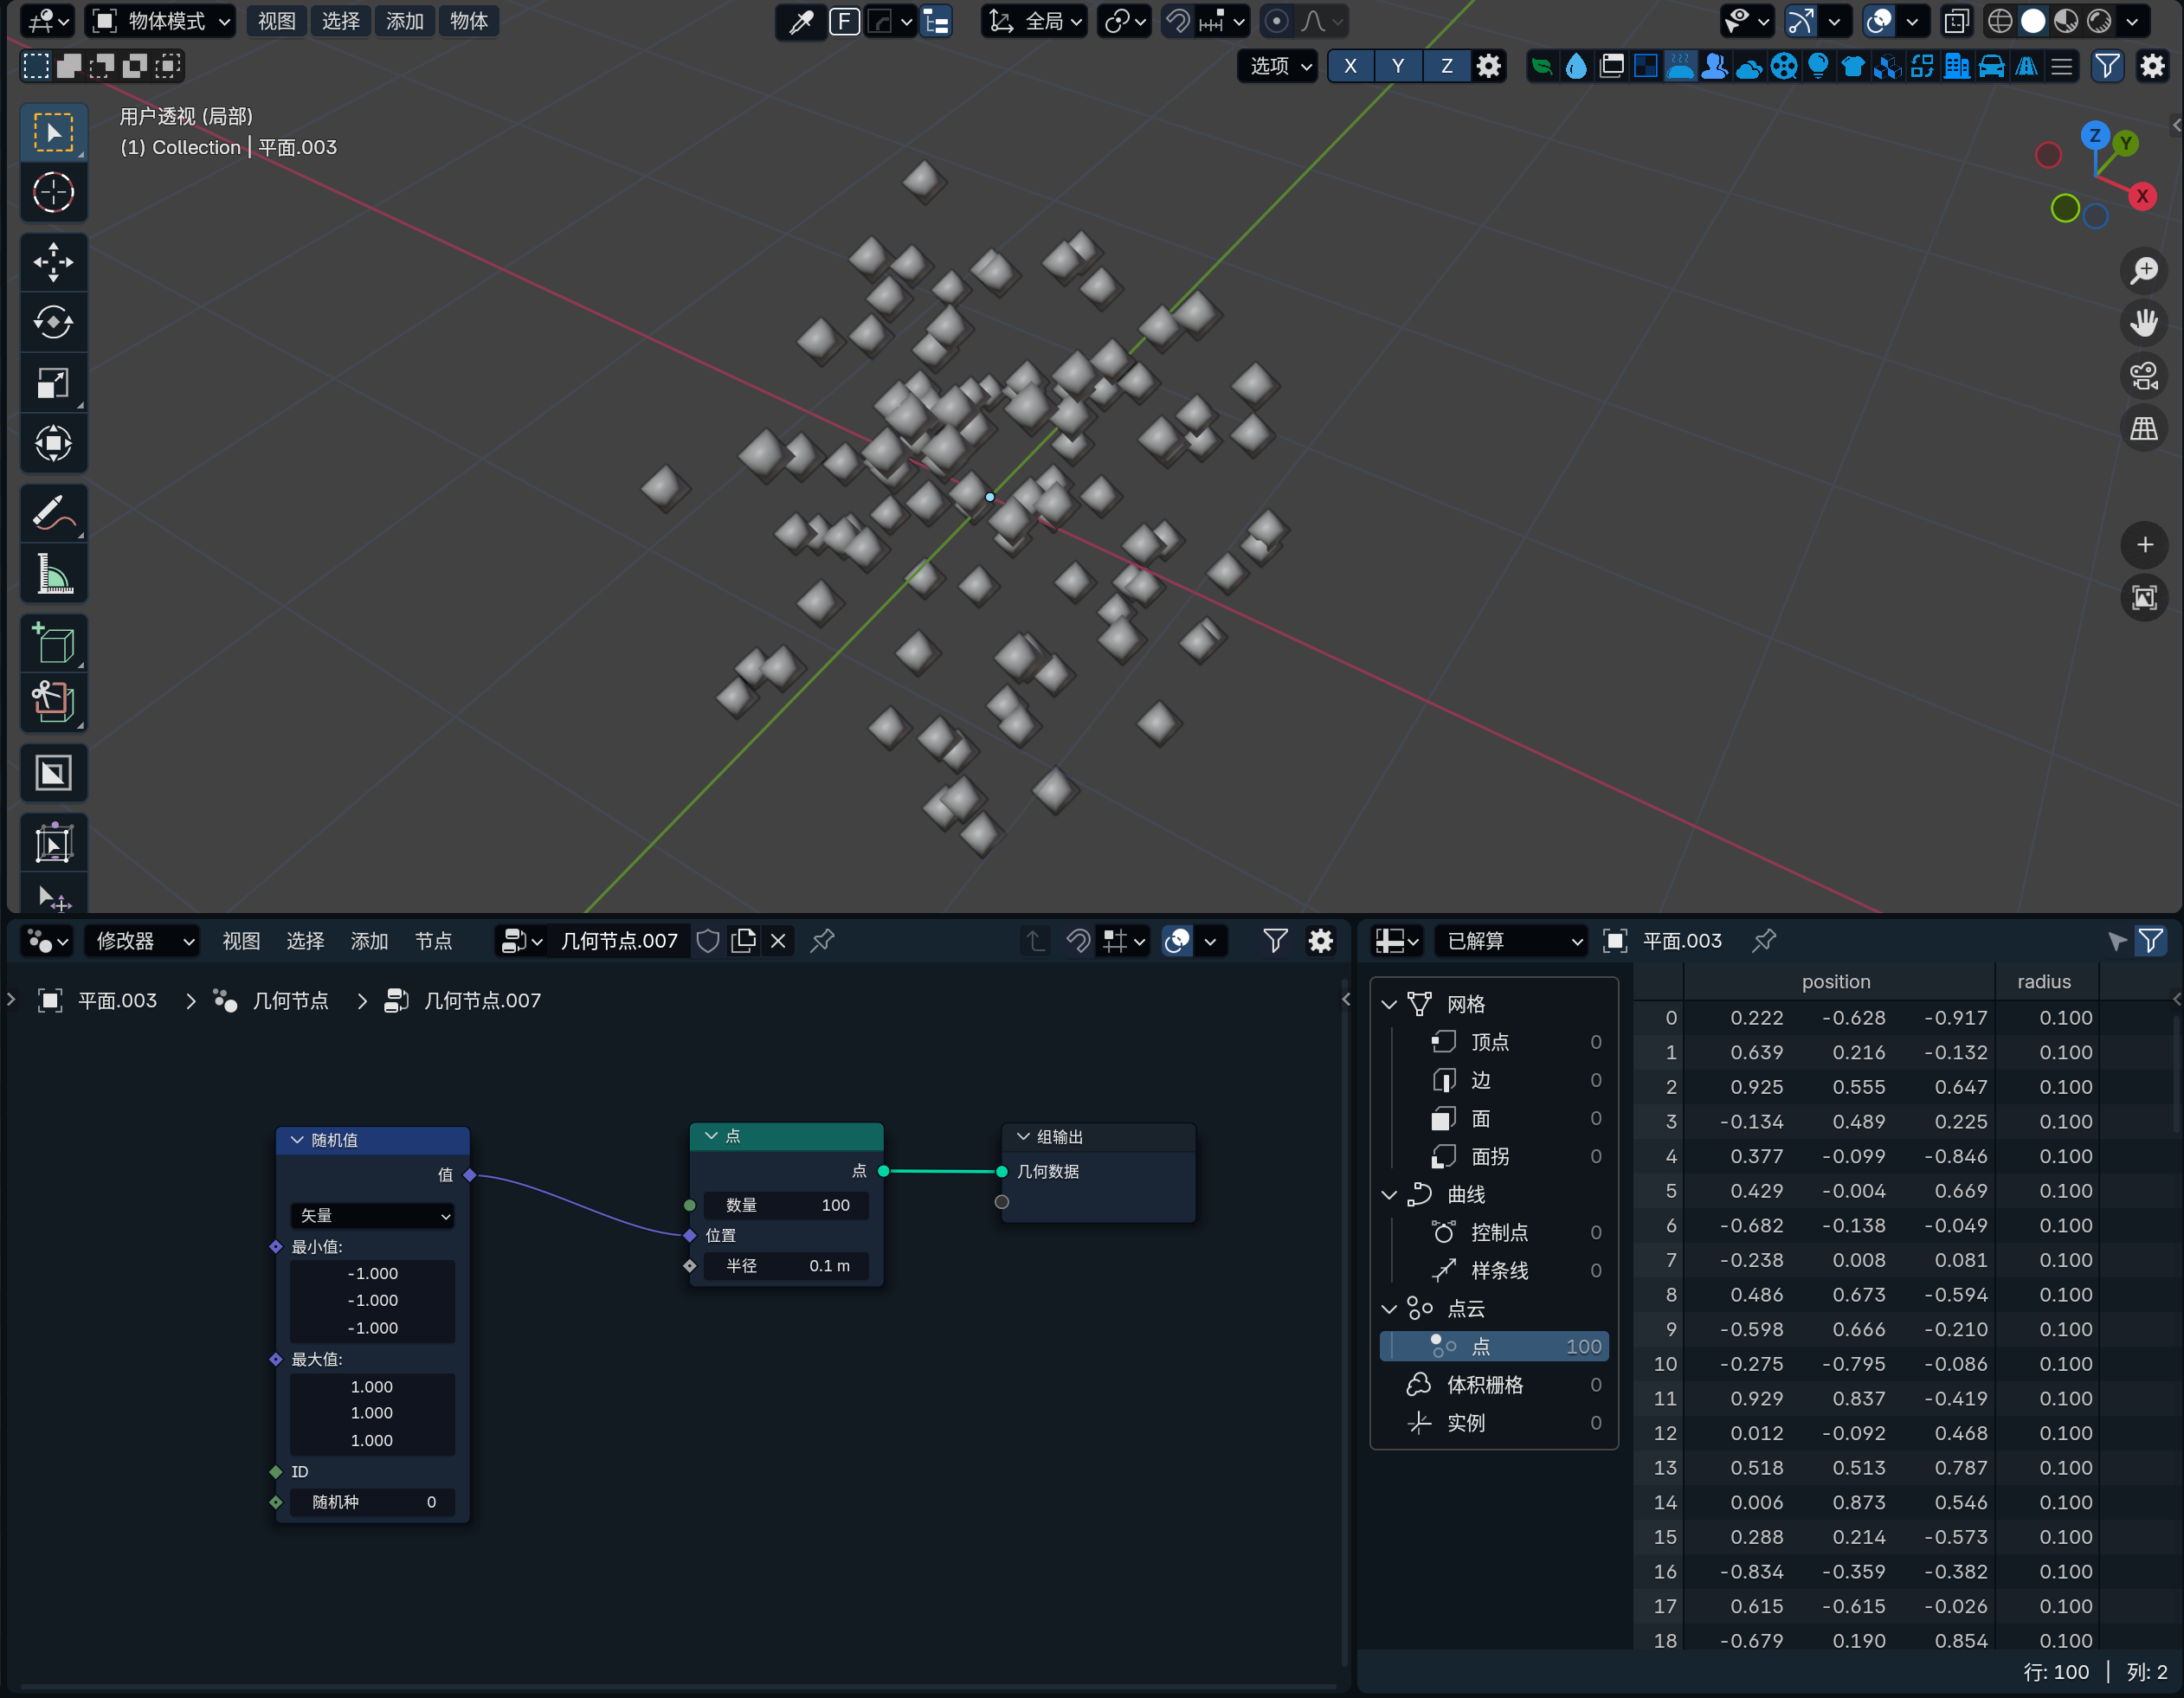 物体模式 视图 选择 添加 物体 F 全局
选项 X Y Z
用户透视 (局部)
(1) Collection | 平面.003
Z Y X
修改器 视图 选择 添加 节点 几何节点.007
平面.003 > 几何节点 > 几何节点.007
随机值
值
矢量
最小值:
-1.000
-1.000
-1.000
最大值:
1.000
1.000
1.000
ID
随机种 0
点
点
数量 100
位置
半径 0.1 m
组输出
几何数据
已解算 平面.003
网格
顶点 0
边 0
面 0
面拐 0
曲线
控制点 0
样条线 0
点云
点 100
体积栅格 0
实例 0
position radius
0 0.222 -0.628 -0.917 0.100
1 0.639 0.216 -0.132 0.100
2 0.925 0.555 0.647 0.100
3 -0.134 0.489 0.225 0.100
4 0.377 -0.099 -0.846 0.100
5 0.429 -0.004 0.669 0.100
6 -0.682 -0.138 -0.049 0.100
7 -0.238 0.008 0.081 0.100
8 0.486 0.673 -0.594 0.100
9 -0.598 0.666 -0.210 0.100
10 -0.275 -0.795 -0.086 0.100
11 0.929 0.837 -0.419 0.100
12 0.012 -0.092 0.468 0.100
13 0.518 0.513 0.787 0.100
14 0.006 0.873 0.546 0.100
15 0.288 0.214 -0.573 0.100
16 -0.834 -0.359 -0.382 0.100
17 0.615 -0.615 -0.026 0.100
18 -0.679 0.190 0.854 0.100
行: 100 | 列: 2